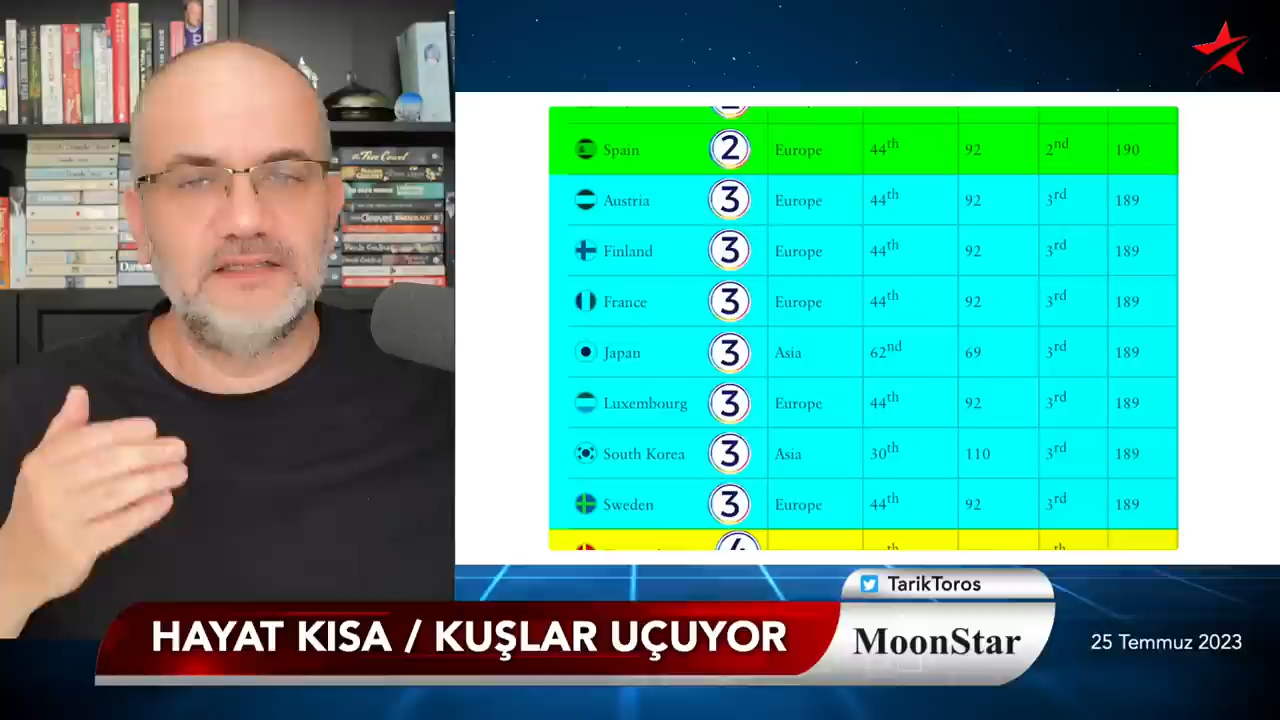 Spain 2 Europe 44th 92 2nd 190
Austria 3 Europe 44th 92 3rd 189
Finland 3 Europe 44th 92 3rd 189
France 3 Europe 44th 92 3rd 189
Japan 3 Asia 62nd 69 3rd 189
Luxembourg 3 Europe 44th 92 3rd 189
South Korea 3 Asia 30th 110 3rd 189
Sweden 3 Europe 44th 92 3rd 189
TarikToros
HAYAT KISA / KUŞLAR UÇUYOR
MoonStar
25 Temmuz 2023